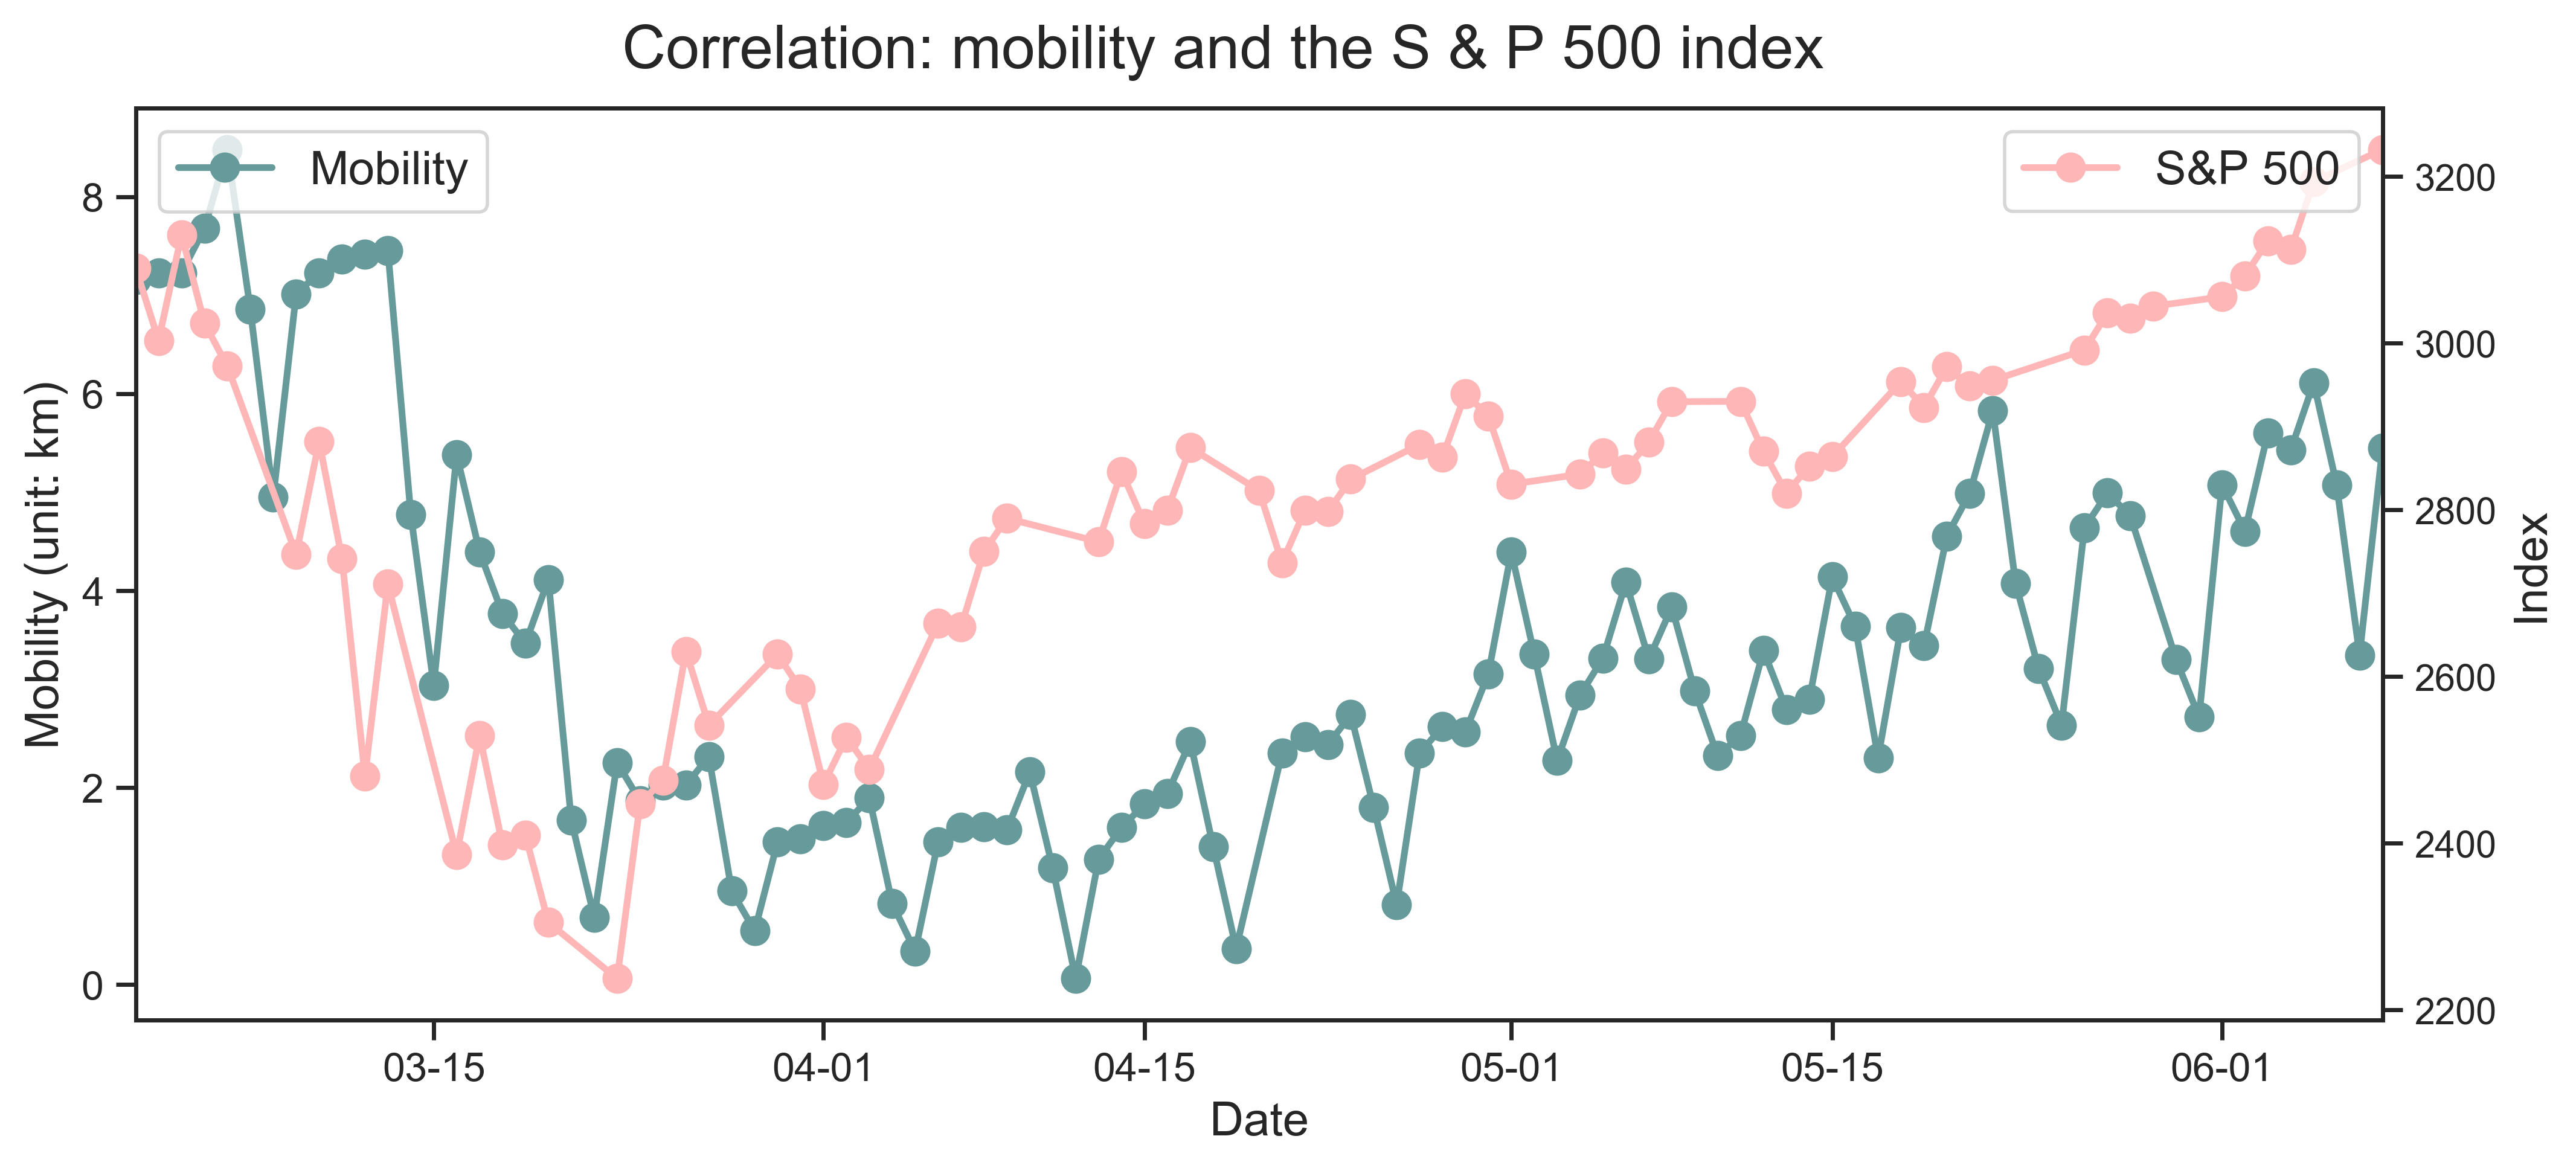 Correlation: mobility and the S & P 500 index
Mobility
S&P 500
Mobility (unit: km)
8
6
4
2
0
3200
3000
2800
2600
2400
2200
Index
03-15
04-01
04-15
05-01
05-15
06-01
Date